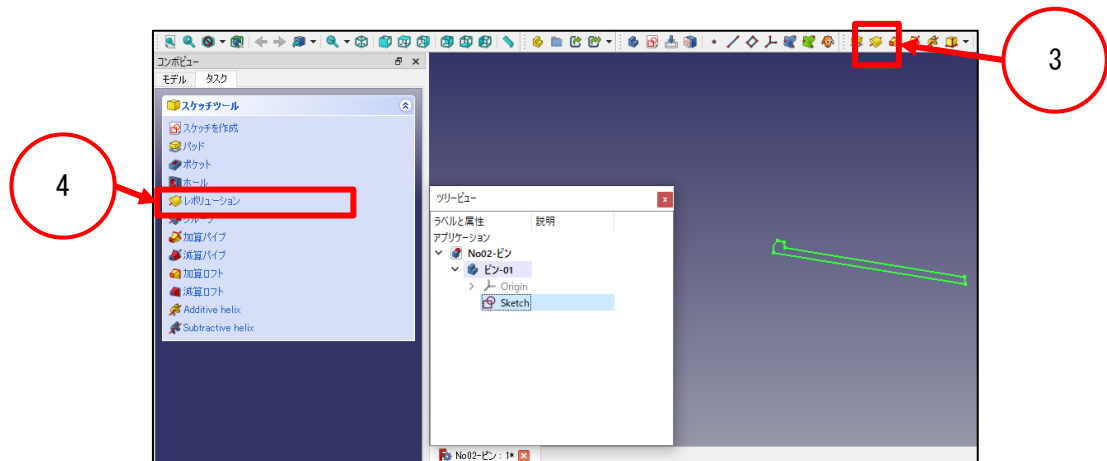 3
コンボビュー
モデル タスク
スケッチツール
スケッチを作成
パッド
ポケット
ホール
4
レボリューション
グルーブ
加算パイプ
減算パイプ
加算ロフト
減算ロフト
Additive helix
Subtractive helix
ツリービュー
ラベルと属性 説明
アプリケーション
No02-ピン
ピン-01
Origin
Sketch
No02-ピン : 1*